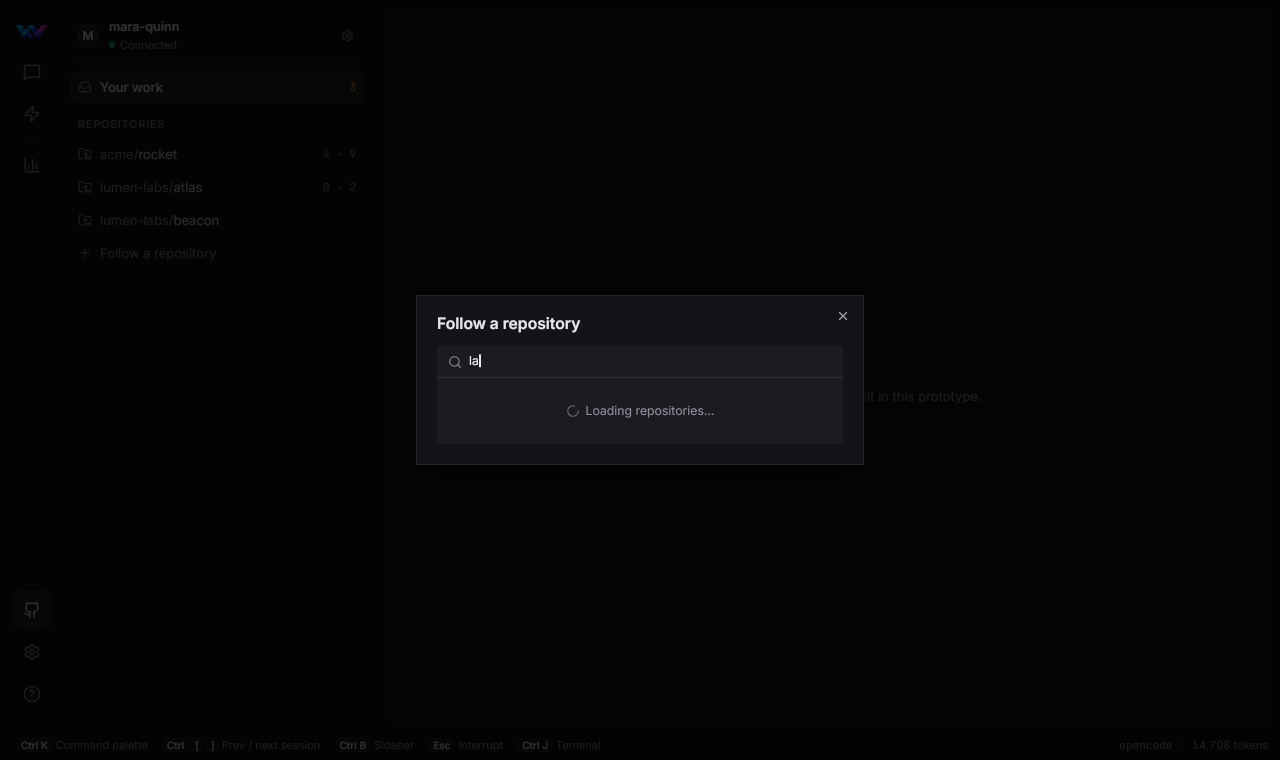 mara-quinn
M
Connected
Your work 3
REPOSITORIES
acme/rocket 4 · 9
lumen-labs/atlas 0 · 2
lumen-labs/beacon
Follow a repository
Follow a repository
la
Loading repositories...
in this prototype.
Ctrl K Command palette Ctrl [ ] Prev / next session Ctrl B Sidebar Esc Interrupt Ctrl J Terminal opencode 14,708 tokens